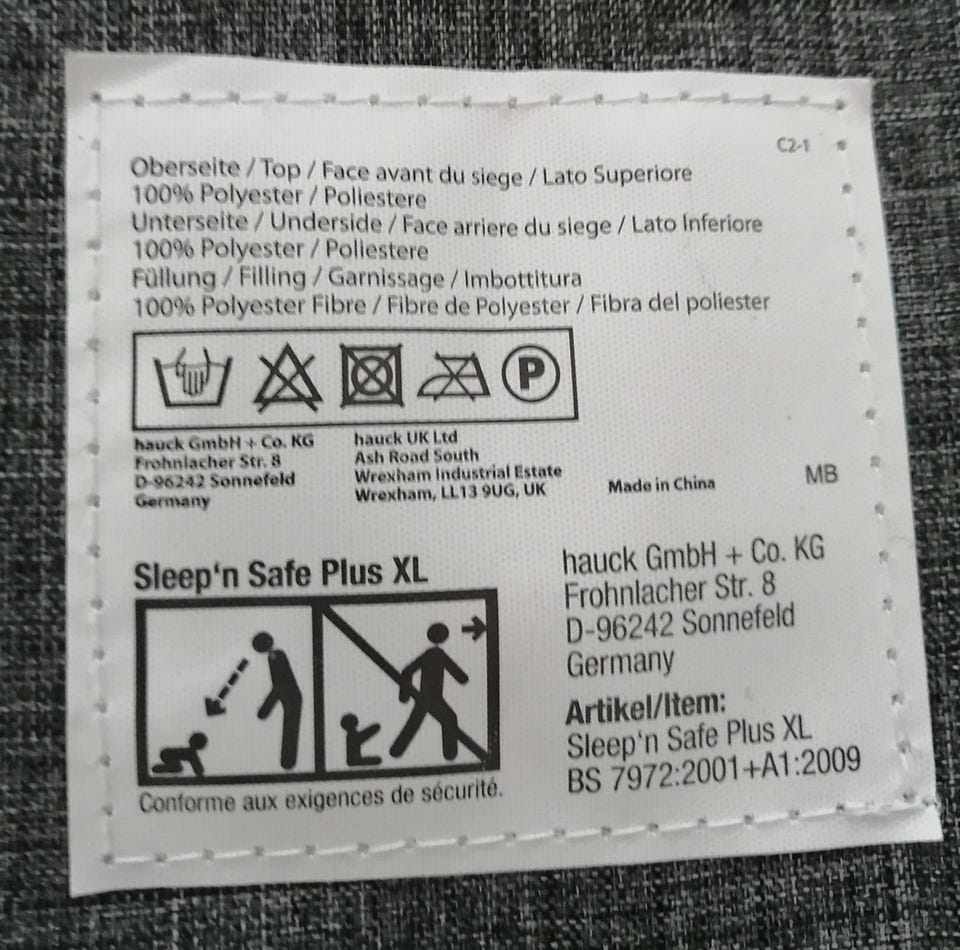 C2-1
Oberseite / Top / Face avant du siege / Lato Superiore
100% Polyester / Poliestere
Unterseite / Underside / Face arriere du siege / Lato Inferiore
100% Polyester / Poliestere
Füllung / Filling / Garnissage / Imbottitura
100% Polyester Fibre / Fibre de Polyester / Fibra del poliester
P
hauck GmbH + Co. KG
Frohnlacher Str. 8
D-96242 Sonnefeld
Germany
hauck UK Ltd
Ash Road South
Wrexham Industrial Estate
Wrexham, LL13 9UG, UK
Made in China
MB
Sleep'n Safe Plus XL
Conforme aux exigences de sécurité.
hauck GmbH + Co. KG
Frohnlacher Str. 8
D-96242 Sonnefeld
Germany
Artikel/Item:
Sleep'n Safe Plus XL
BS 7972:2001+A1:2009